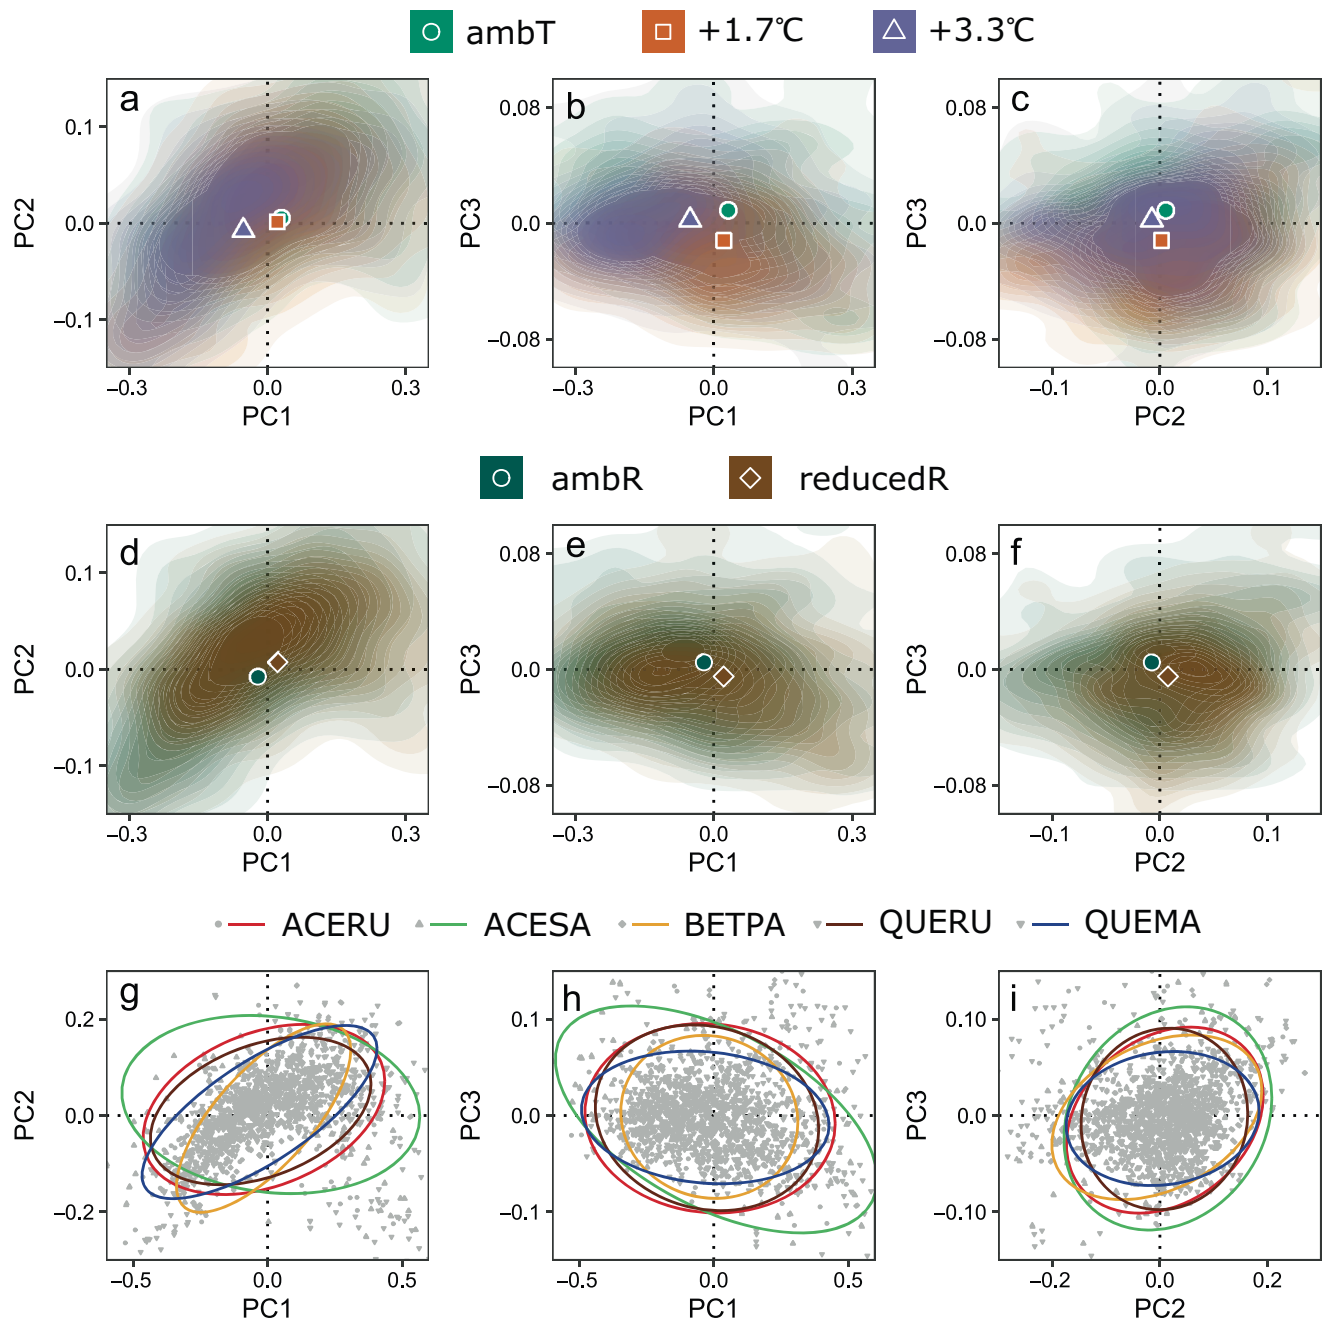 ambT +1.7℃ +3.3℃
a b c
0.1 0.08 0.08
PC2 PC3 PC3
0.0 0.0 0.0
−0.1 −0.08 −0.08
−0.3 0.0 0.3 −0.3 0.0 0.3 −0.1 0.0 0.1
PC1 PC1 PC2
ambR reducedR
d e f
0.1 0.08 0.08
PC2 PC3 PC3
0.0 0.0 0.0
−0.1 −0.08 −0.08
−0.3 0.0 0.3 −0.3 0.0 0.3 −0.1 0.0 0.1
PC1 PC1 PC2
ACERU ACESA BETPA QUERU QUEMA
g h i
0.2 0.1 0.10
PC2 PC3 PC3
0.0 0.0 0.0
−0.2 −0.1 −0.10
−0.5 0.0 0.5 −0.5 0.0 0.5 −0.2 0.0 0.2
PC1 PC1 PC2